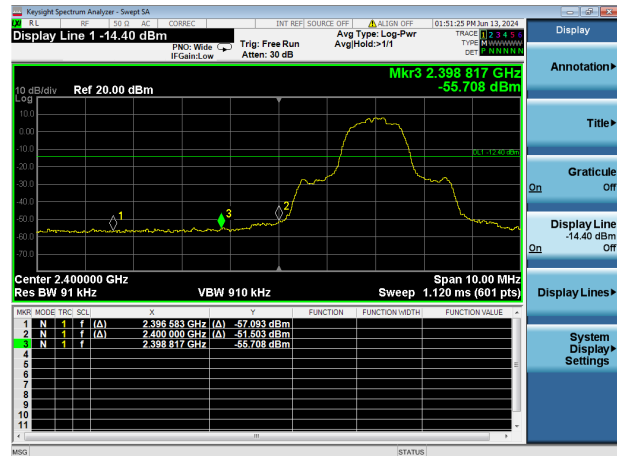 Keysight Spectrum Analyzer - Swept SA
LXI RL RF 50 Ω AC CORREC INT REF SOURCE OFF ALIGN OFF 01:51:25 PM Jun 13, 2024
Display Line 1 -14.40 dBm
Avg Type: Log-Pwr
TRACE 1 2 3 4 5 6
PNO: Wide Trig: Free Run Avg|Hold:>1/1 TYPE M WWWWW
IFGain:Low Atten: 30 dB DET P N N N N N
Mkr3 2.398 817 GHz
10 dB/div Ref 20.00 dBm -55.708 dBm
Log
10.0
0.00
-10.0
DL1 -12.40 dBm
-20.0
-30.0
-40.0
-50.0
-60.0
-70.0
1
3
2
Center 2.400000 GHz Span 10.00 MHz
Res BW 91 kHz VBW 910 kHz Sweep 1.120 ms (601 pts)
MKR MODE TRC SCL X Y FUNCTION FUNCTION WIDTH FUNCTION VALUE
1 N 1 f (Δ) 2.396 583 GHz (Δ) -57.093 dBm
2 N 1 f (Δ) 2.400 000 GHz (Δ) -51.503 dBm
3 N 1 f 2.398 817 GHz -55.708 dBm
4
5
6
7
8
9
10
11
MSG STATUS
Display
Annotation
Title
Graticule
On Off
Display Line
-14.40 dBm
On Off
Display Lines
System
Display
Settings